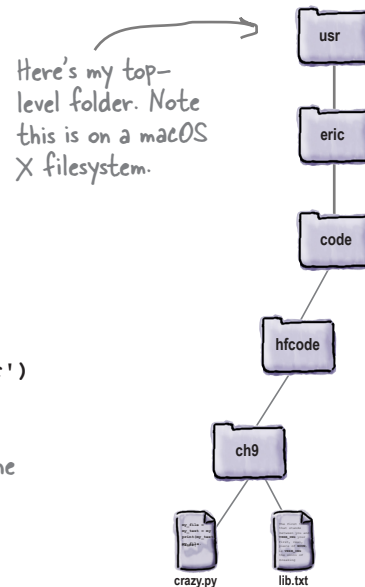 usr
Here's my top-
level folder. Note
this is on a macOS
X filesystem.
eric
code
')
hfcode
ne
ch9
crazy.py
lib.txt